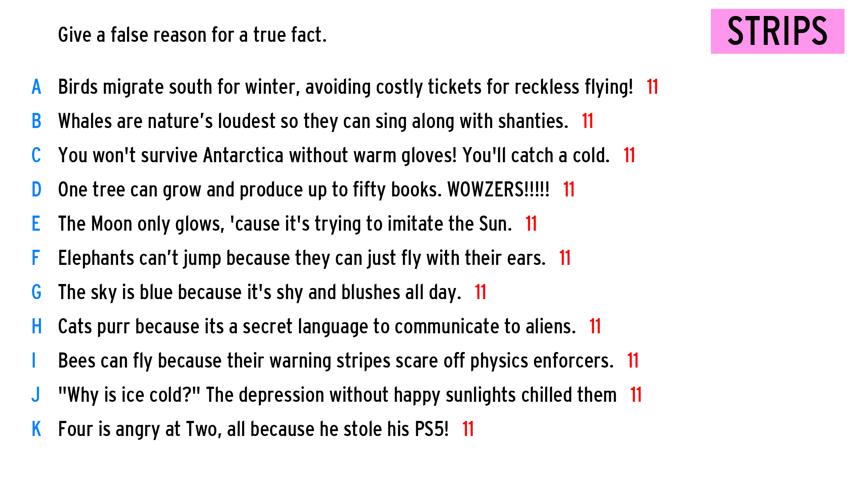 Give a false reason for a true fact.
STRIPS
A Birds migrate south for winter, avoiding costly tickets for reckless flying! 11
B Whales are nature’s loudest so they can sing along with shanties. 11
C You won't survive Antarctica without warm gloves! You'll catch a cold. 11
D One tree can grow and produce up to fifty books. WOWZERS!!!!! 11
E The Moon only glows, 'cause it's trying to imitate the Sun. 11
F Elephants can’t jump because they can just fly with their ears. 11
G The sky is blue because it's shy and blushes all day. 11
H Cats purr because its a secret language to communicate to aliens. 11
I Bees can fly because their warning stripes scare off physics enforcers. 11
J "Why is ice cold?" The depression without happy sunlights chilled them 11
K Four is angry at Two, all because he stole his PS5! 11